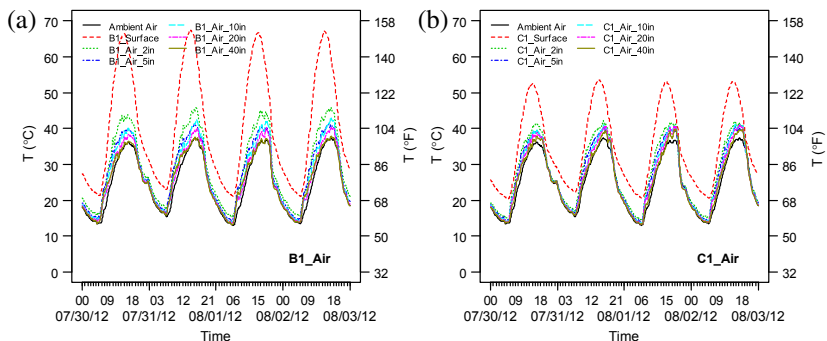 (a)
T (°C)
70
60
50
40
30
20
10
0
Ambient Air
B1_Surface
B1_Air_2in
B1_Air_5in
B1_Air_10in
B1_Air_20in
B1_Air_40in
B1_Air
158
140
122
104
86
68
50
32
T (°F)
00 09 18 03 12 21 06 15 00 09 18
07/30/12 07/31/12 08/01/12 08/02/12 08/03/12
Time
(b)
T (°C)
70
60
50
40
30
20
10
0
Ambient Air
C1_Surface
C1_Air_2in
C1_Air_5in
C1_Air_10in
C1_Air_20in
C1_Air_40in
C1_Air
158
140
122
104
86
68
50
32
T (°F)
00 09 18 03 12 21 06 15 00 09 18
07/30/12 07/31/12 08/01/12 08/02/12 08/03/12
Time